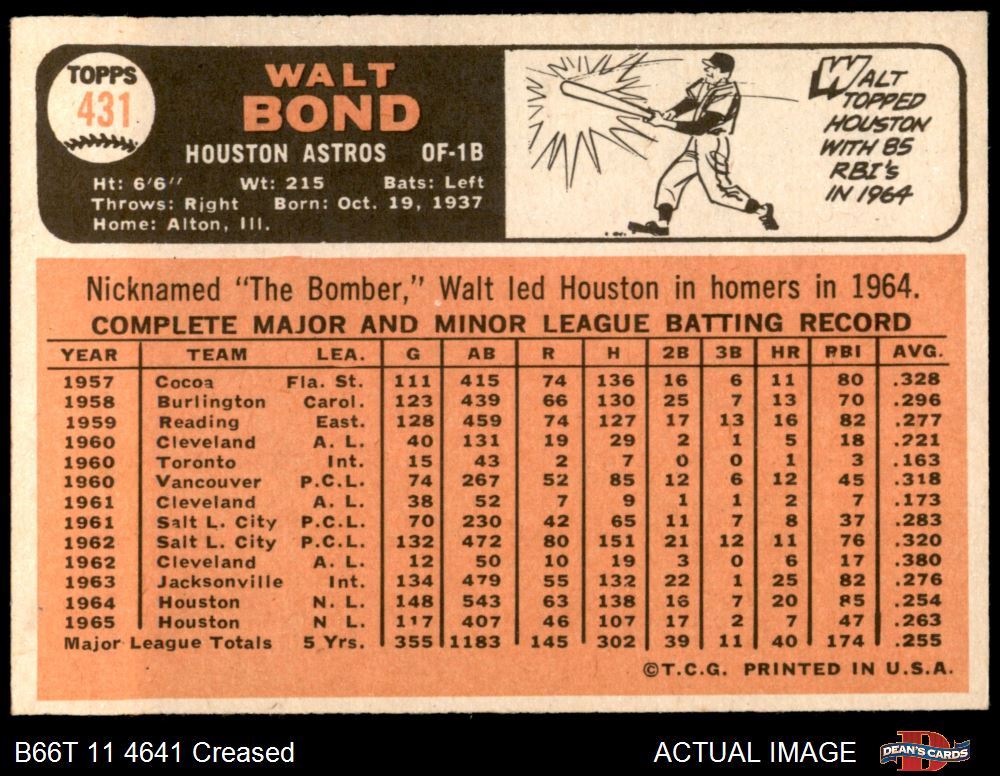 TOPPS
431
WALT
BOND
HOUSTON ASTROS OF-1B
Ht: 6'6" Wt: 215 Bats: Left
Throws: Right Born: Oct. 19, 1937
Home: Alton, Ill.
WALT
TOPPED
HOUSTON
WITH 85
RBI's
IN 1964
Nicknamed "The Bomber," Walt led Houston in homers in 1964.
COMPLETE MAJOR AND MINOR LEAGUE BATTING RECORD
YEAR TEAM LEA. G AB R H 2B 3B HR RBI AVG.
1957 Cocoa Fla. St. 111 415 74 136 16 6 11 80 .328
1958 Burlington Carol. 123 439 66 130 25 7 13 70 .296
1959 Reading East. 128 459 74 127 17 13 16 82 .277
1960 Cleveland A. L. 40 131 19 29 2 1 5 18 .221
1960 Toronto Int. 15 43 2 7 0 0 1 3 .163
1960 Vancouver P.C.L. 74 267 52 85 12 6 12 45 .318
1961 Cleveland A. L. 38 52 7 9 1 1 2 7 .173
1961 Salt L. City P.C.L. 70 230 42 65 11 7 8 37 .283
1962 Salt L. City P.C.L. 132 472 80 151 21 12 11 76 .320
1962 Cleveland A. L. 12 50 10 19 3 0 6 17 .380
1963 Jacksonville Int. 134 479 55 132 22 1 25 82 .276
1964 Houston N. L. 148 543 63 138 16 7 20 85 .254
1965 Houston N L. 117 407 46 107 17 2 7 47 .263
Major League Totals 5 Yrs. 355 1183 145 302 39 11 40 174 .255
©T.C.G. PRINTED IN U.S.A.
B66T 11 4641 Creased
ACTUAL IMAGE
DEAN'S CARDS